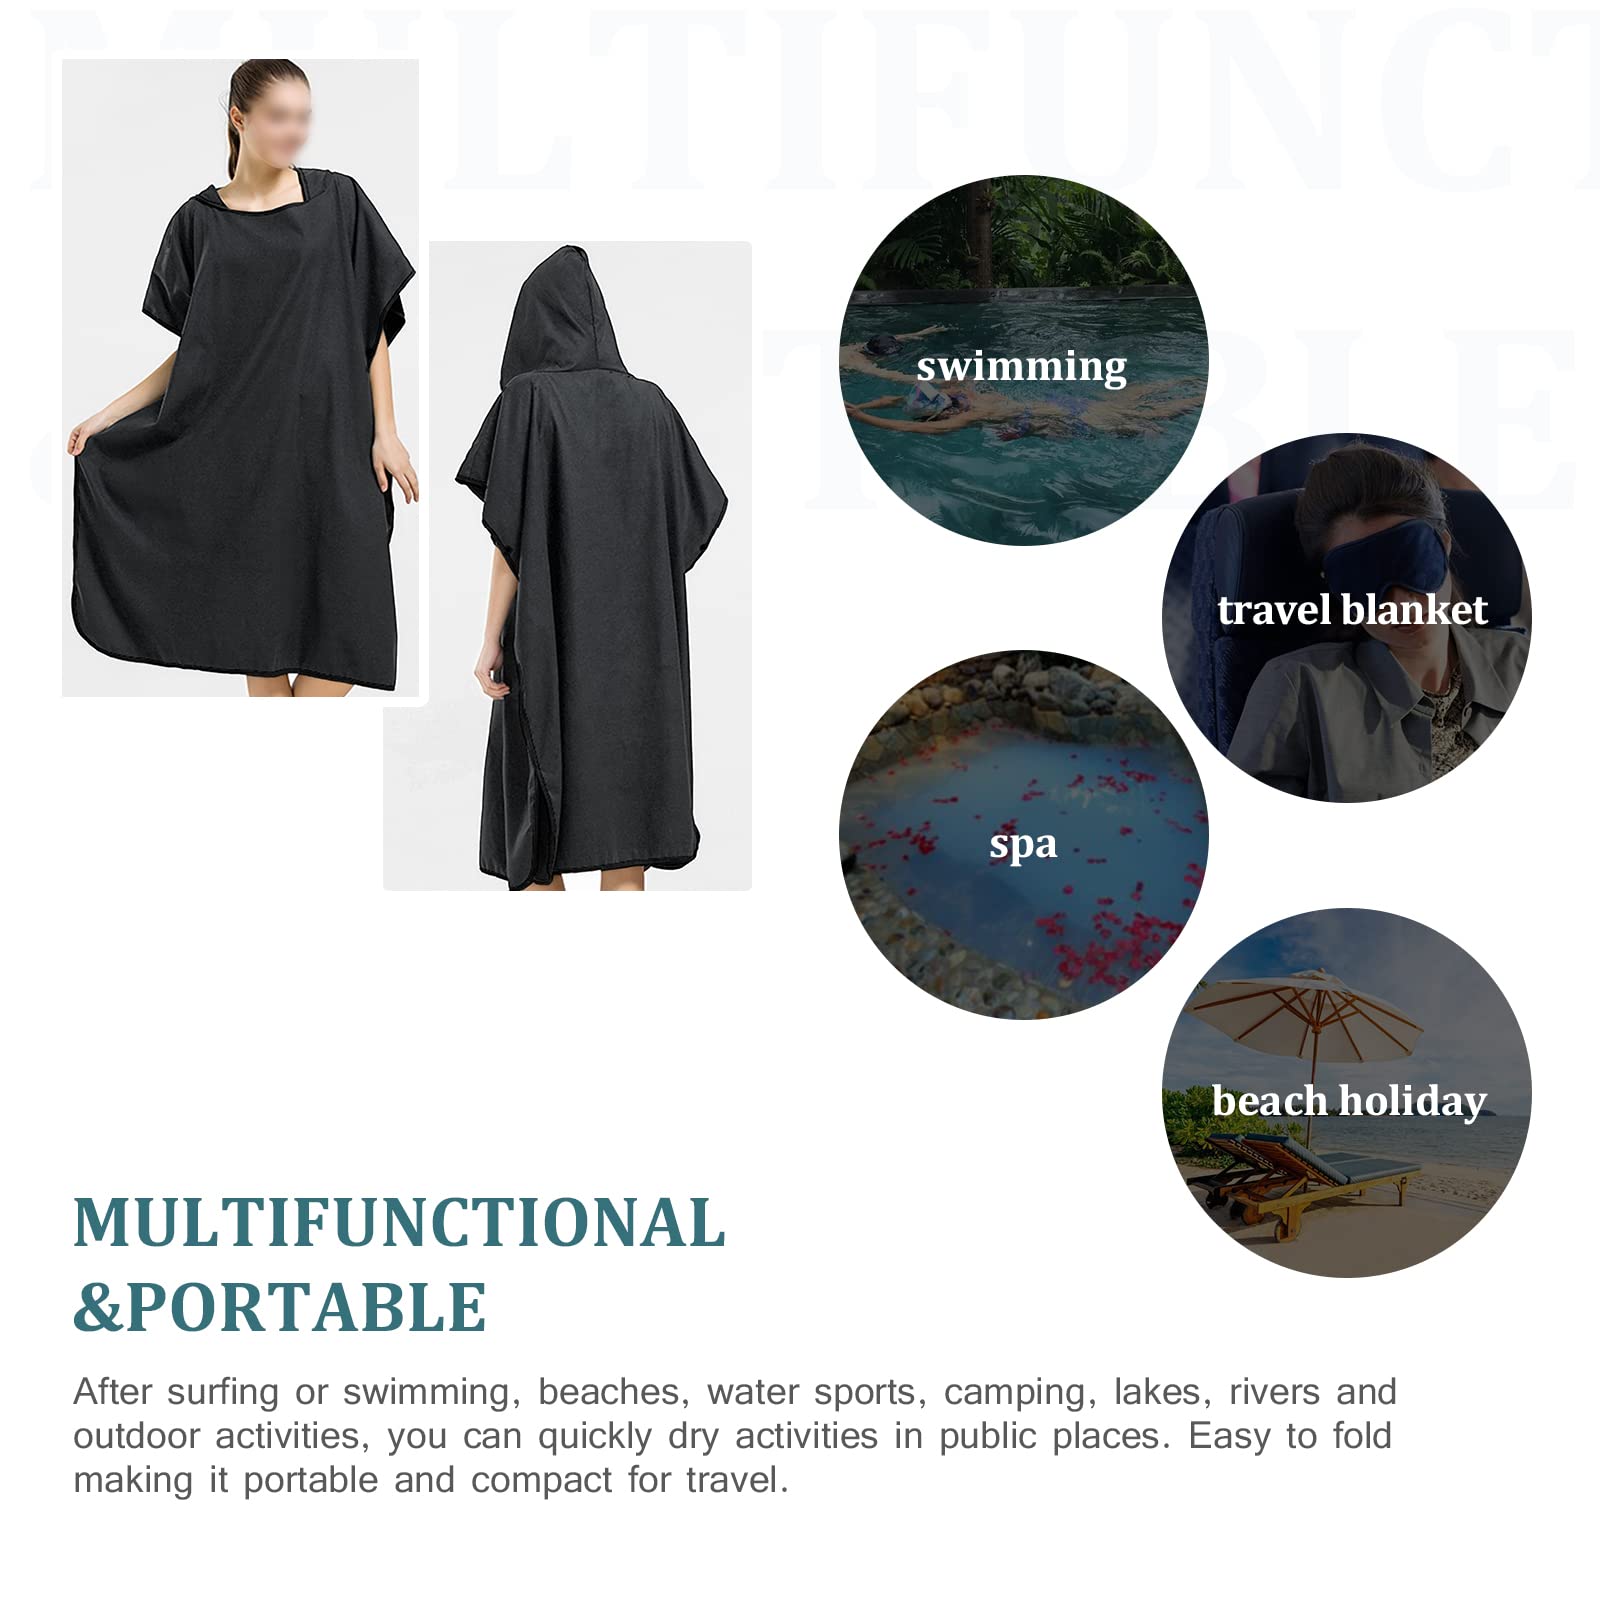 swimming
travel blanket
spa
beach holiday
MULTIFUNCTIONAL
&PORTABLE
After surfing or swimming, beaches, water sports, camping, lakes, rivers and
outdoor activities, you can quickly dry activities in public places. Easy to fold
making it portable and compact for travel.